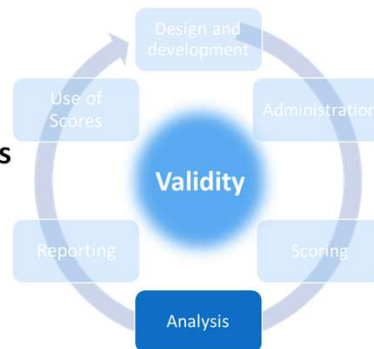 Design and
development
Use of
Scores
Administration
s
Validity
Reporting
Scoring
Analysis